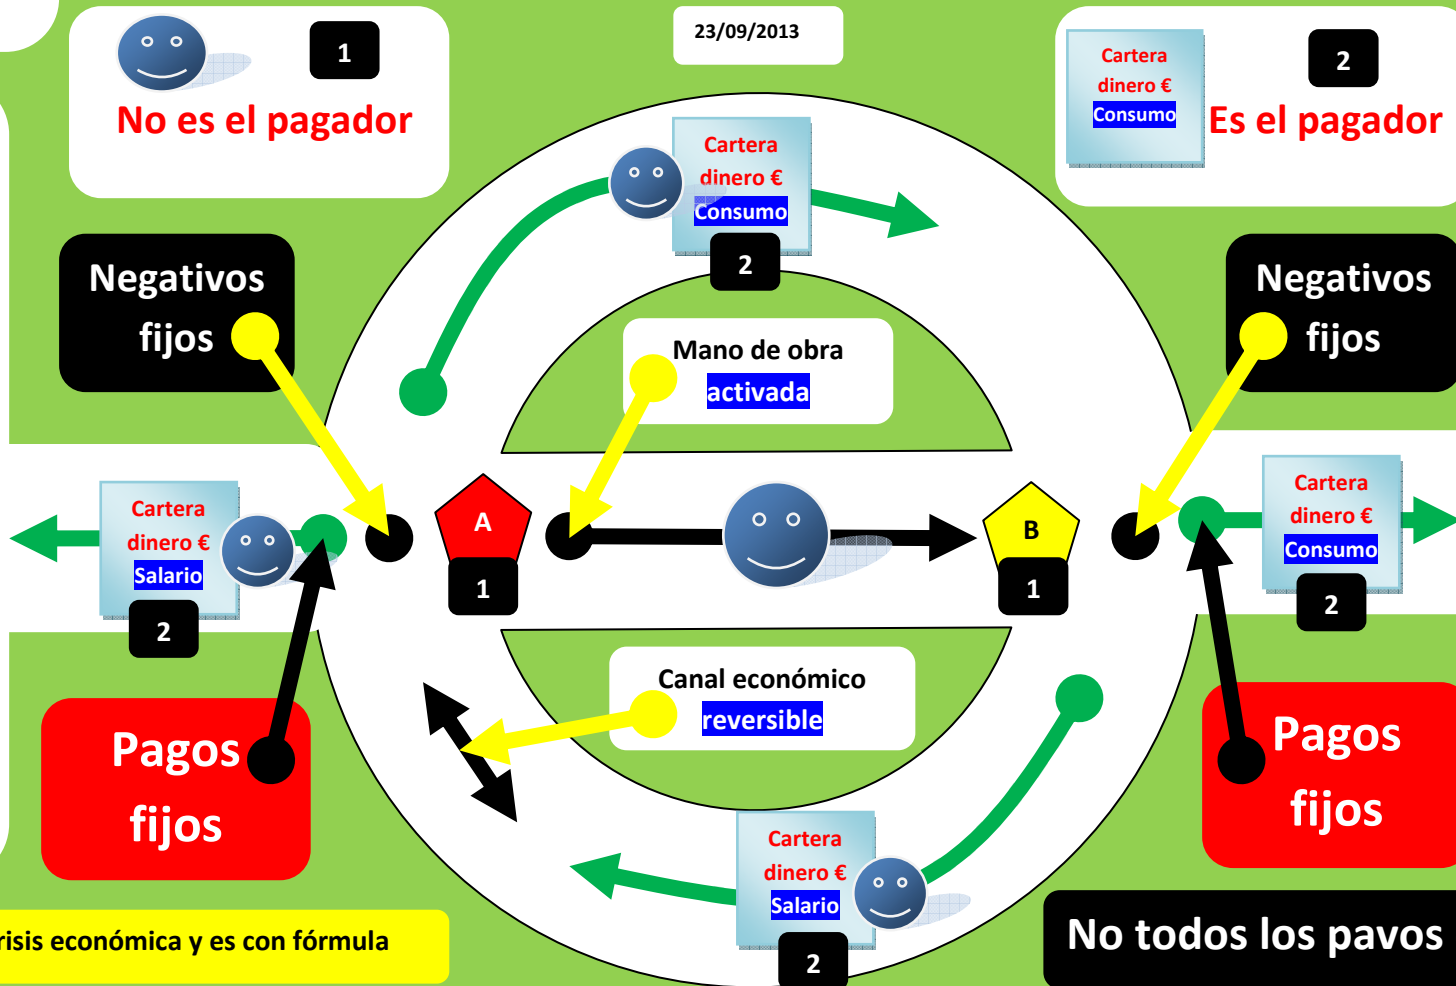 23/09/2013
1
No es el pagador
Cartera
dinero €
Consumo
2
Es el pagador
Cartera
dinero €
Consumo
2
Negativos
fijos
Negativos
fijos
Mano de obra
activada
Cartera
dinero €
Salario
2
A
1
B
1
Cartera
dinero €
Consumo
2
Canal económico
reversible
Pagos
fijos
Pagos
fijos
Cartera
dinero €
Salario
2
risis económica y es con fórmula
No todos los pavos